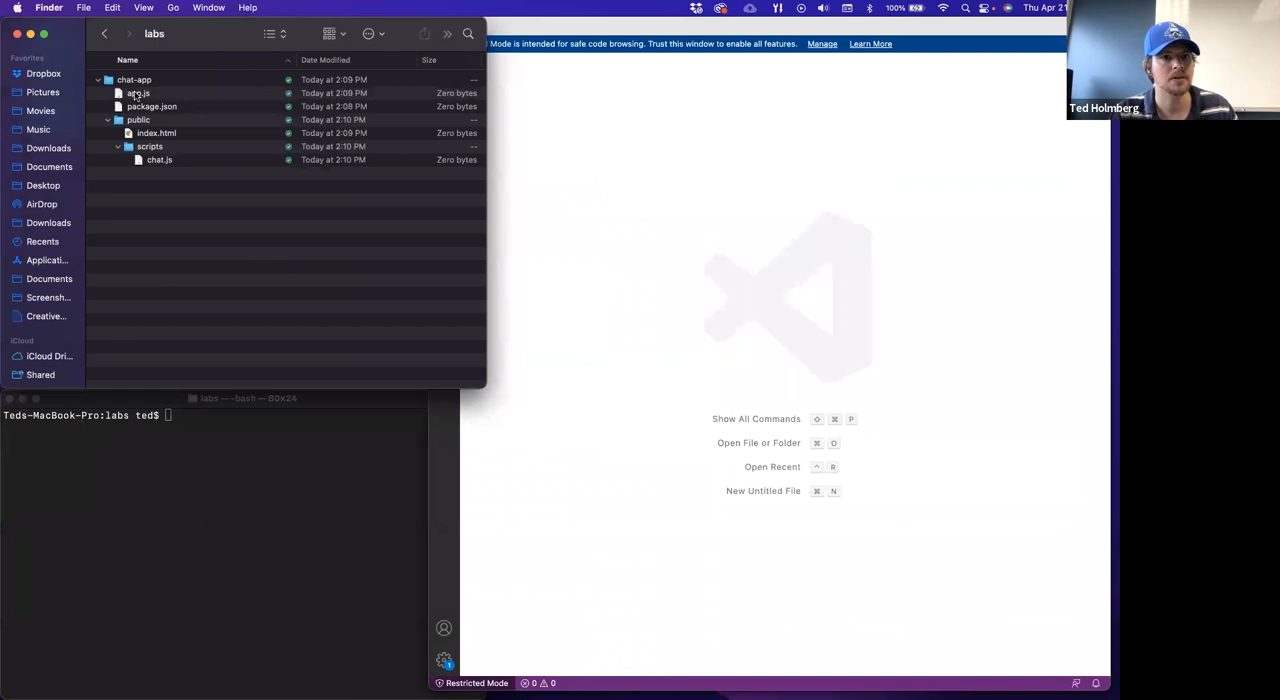 Finder File Edit View Go Window Help
100% Thu Apr 21
labs
Name Date Modified Size
Favorites
Dropbox
Pictures
Movies
Music
Downloads
Documents
Desktop
AirDrop
Downloads
Recents
Applicati...
Documents
Screensh...
Creative...
iCloud
iCloud Dri...
Shared
chat-app Today at 2:09 PM --
Today at 2:09 PM Zero bytes
package.json Today at 2:08 PM Zero bytes
public Today at 2:10 PM --
index.html Today at 2:09 PM Zero bytes
scripts Today at 2:10 PM --
chat.js Today at 2:10 PM Zero bytes
Mode is intended for safe code browsing. Trust this window to enable all features. Manage Learn More
Ted Holmberg
labs — -bash — 80×24
Teds-MacBook-Pro:labs ted$
Show All Commands ⇧ ⌘ P
Open File or Folder ⌘ O
Open Recent ^ R
New Untitled File ⌘ N
1
Restricted Mode 0 0